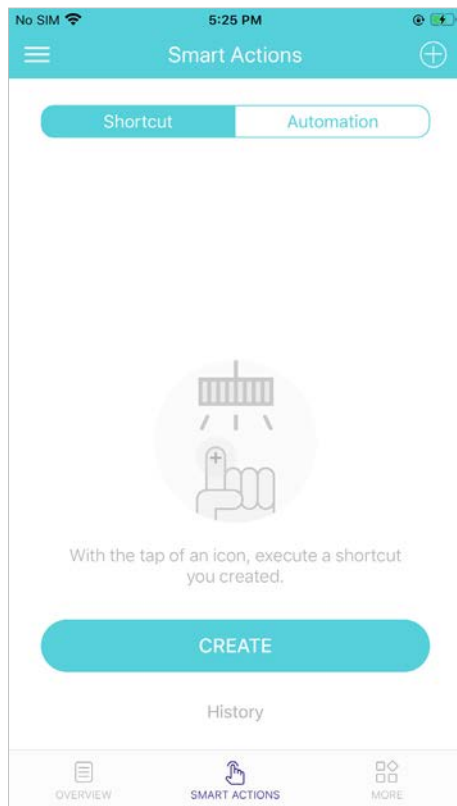 No SIM 5:25 PM
Smart Actions
Shortcut Automation
With the tap of an icon, execute a shortcut
you created.
CREATE
History
OVERVIEW SMART ACTIONS MORE